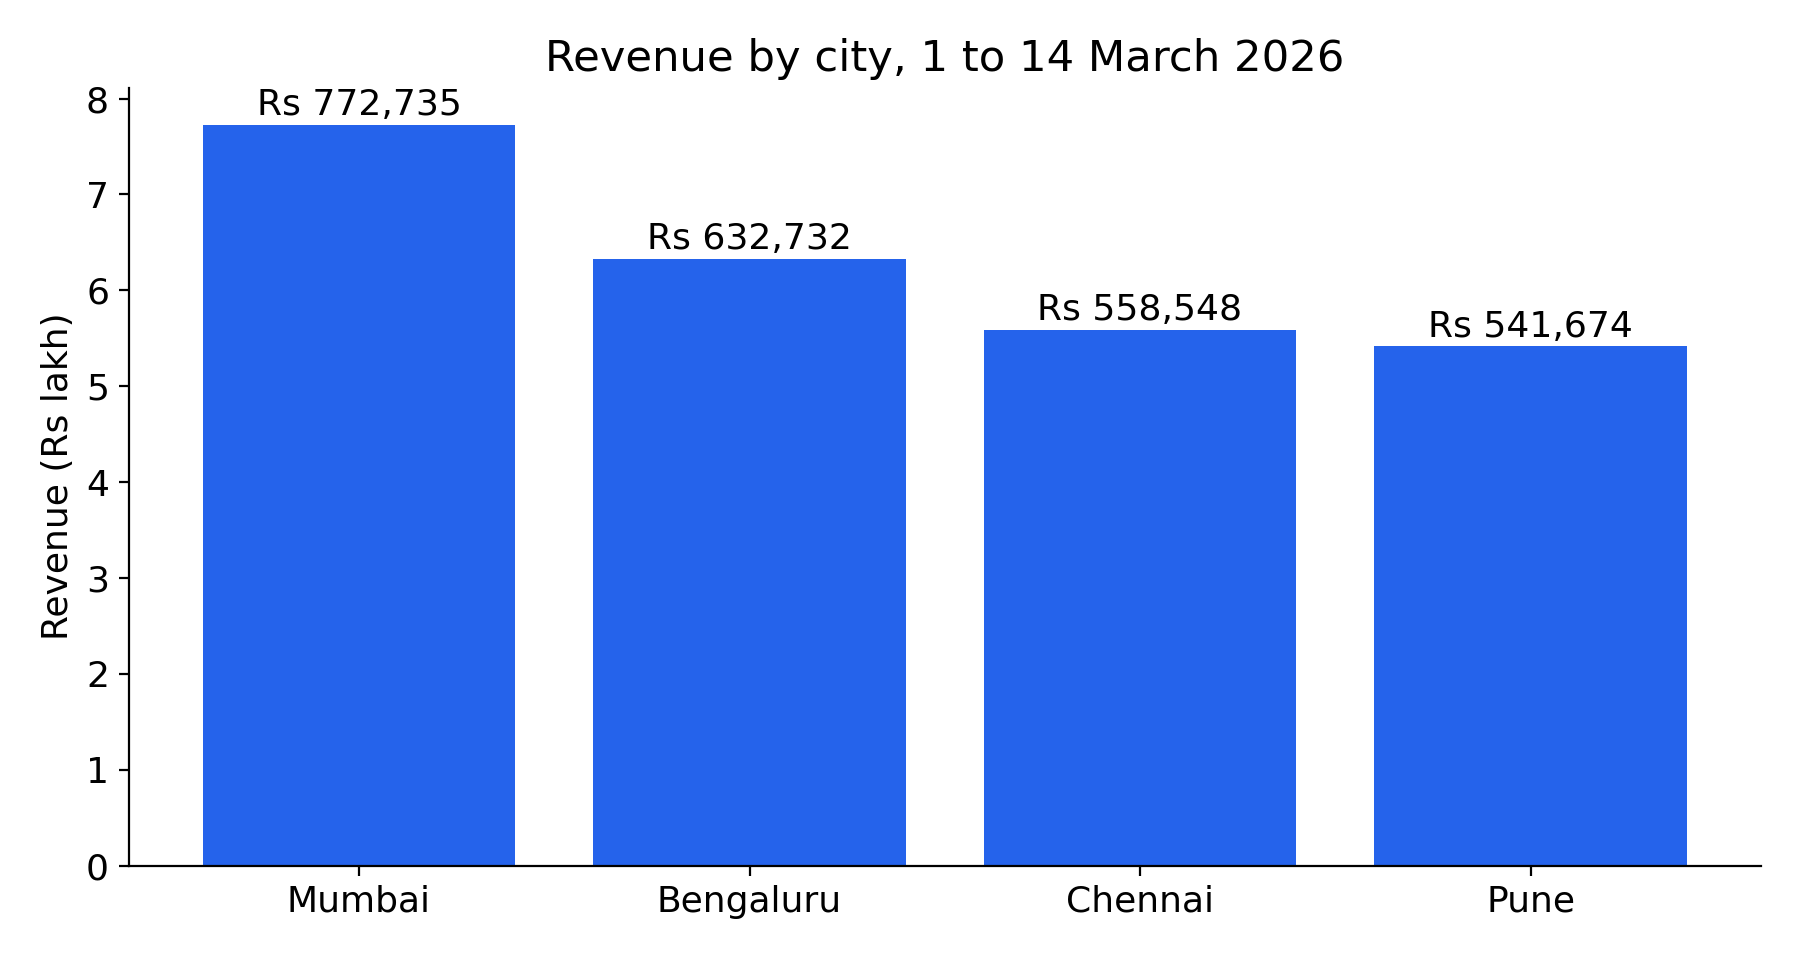 Revenue by city, 1 to 14 March 2026
Revenue (Rs lakh)
8
7
6
5
4
3
2
1
0
Rs 772,735
Rs 632,732
Rs 558,548
Rs 541,674
Mumbai
Bengaluru
Chennai
Pune